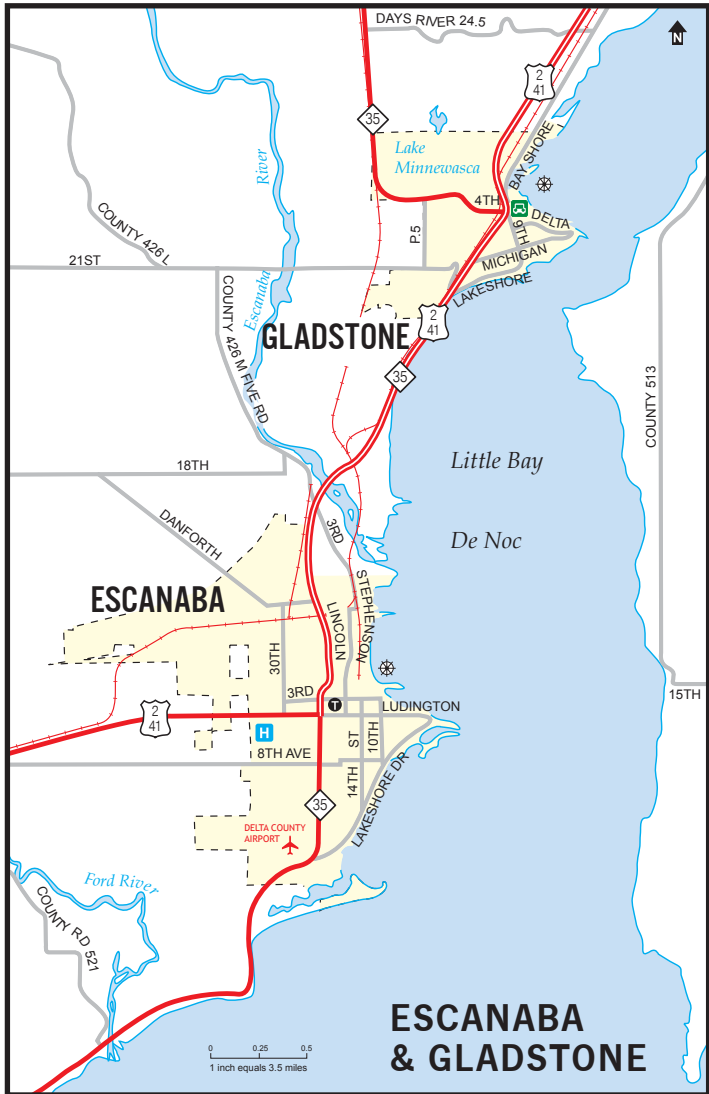 DAYS RIVER 24.5
N
2
41
35
BAY SHORE
Lake
Minnewasca
River
4TH
DELTA
9TH
P.5
COUNTY 426 L
MICHIGAN
21ST
LAKESHORE
COUNTY 426 M FIVE RD
Escanaba
2
41
GLADSTONE
35
COUNTY 513
Little Bay
18TH
De Noc
DANFORTH
3RD
STEPHENSON
ESCANABA
LINCOLN
30TH
3RD
15TH
T
LUDINGTON
2
41
H
ST
10TH
8TH AVE
14TH
LAKESHORE DR
35
DELTA COUNTY
AIRPORT
Ford River
COUNTY RD 521
ESCANABA
& GLADSTONE
0 0.25 0.5
1 inch equals 3.5 miles